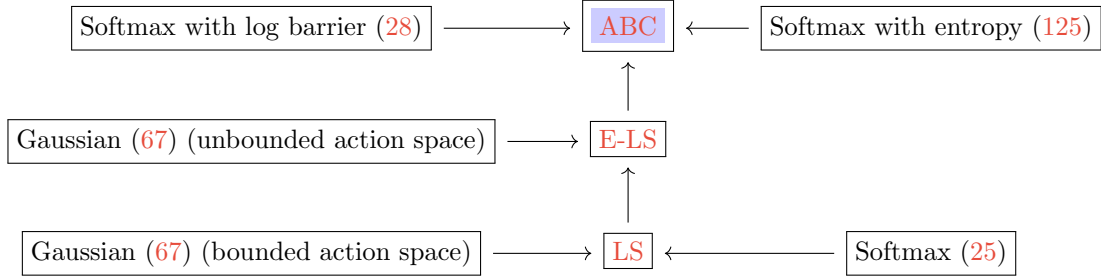 Softmax with log barrier (28)
ABC
Softmax with entropy (125)
Gaussian (67) (unbounded action space)
E-LS
Gaussian (67) (bounded action space)
LS
Softmax (25)